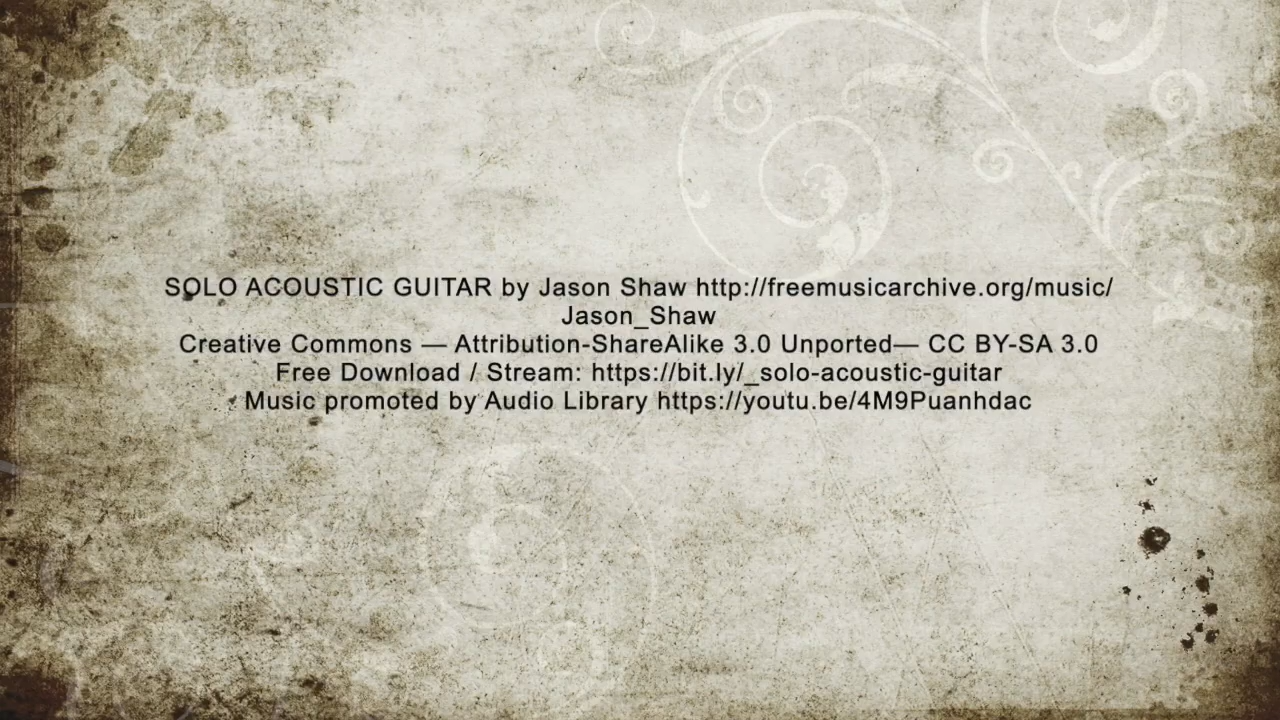 SOLO ACOUSTIC GUITAR by Jason Shaw http://freemusicarchive.org/music/
Jason_Shaw
Creative Commons — Attribution-ShareAlike 3.0 Unported— CC BY-SA 3.0
Free Download / Stream: https://bit.ly/_solo-acoustic-guitar
Music promoted by Audio Library https://youtu.be/4M9Puanhdac